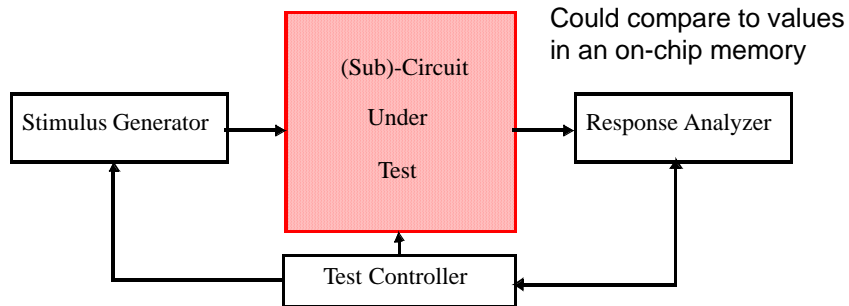 Could compare to values
in an on-chip memory
(Sub)-Circuit
Under
Test
Stimulus Generator
Response Analyzer
Test Controller